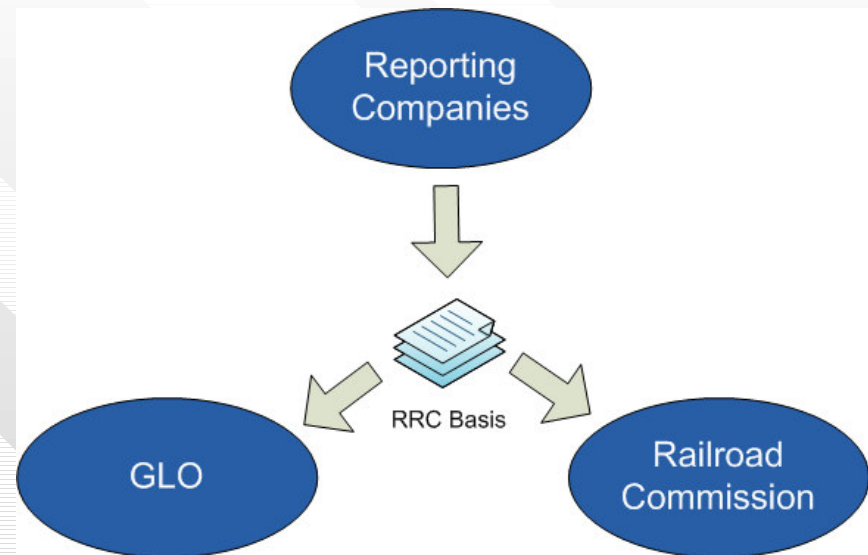 Reporting
Companies
RRC Basis
GLO
Railroad
Commission